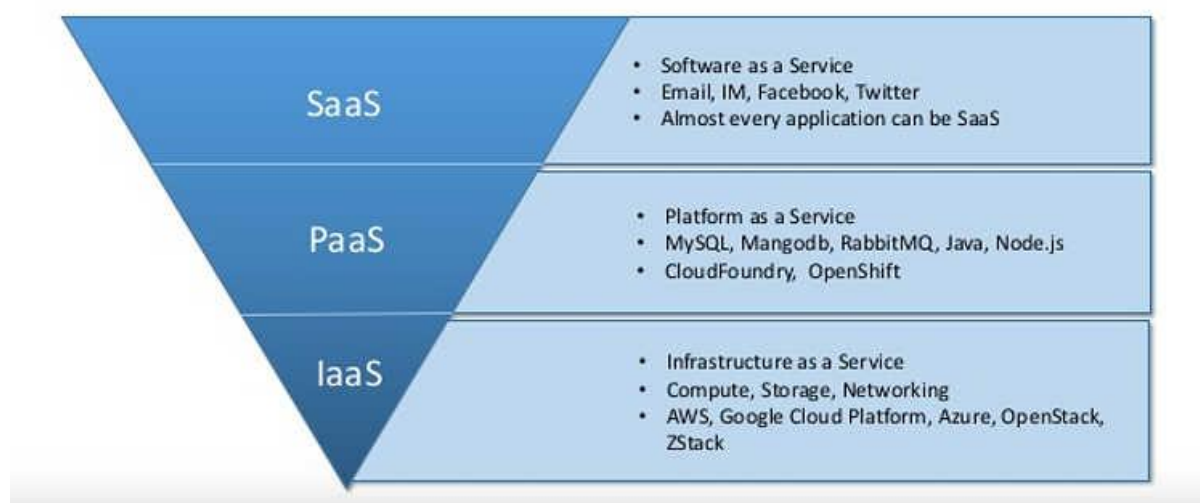 SaaS
• Software as a Service
• Email, IM, Facebook, Twitter
• Almost every application can be SaaS
PaaS
• Platform as a Service
• MySQL, Mangodb, RabbitMQ, Java, Node.js
• CloudFoundry, OpenShift
IaaS
• Infrastructure as a Service
• Compute, Storage, Networking
• AWS, Google Cloud Platform, Azure, OpenStack,
ZStack